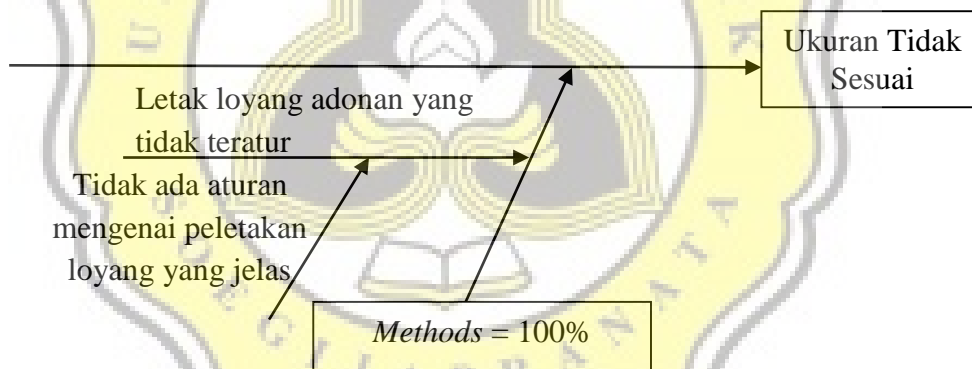 Ukuran Tidak
Sesuai
Letak loyang adonan yang
tidak teratur
Tidak ada aturan
mengenai peletakan
loyang yang jelas
Methods = 100%